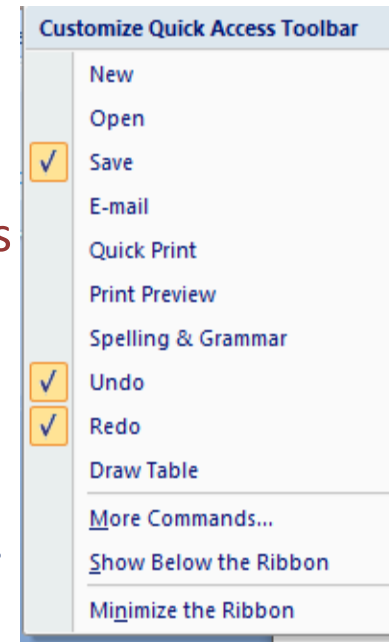 Customize Quick Access Toolbar
New
Open
Save
E-mail
s
Quick Print
Print Preview
Spelling & Grammar
Undo
Redo
Draw Table
More Commands...
Show Below the Ribbon
Minimize the Ribbon